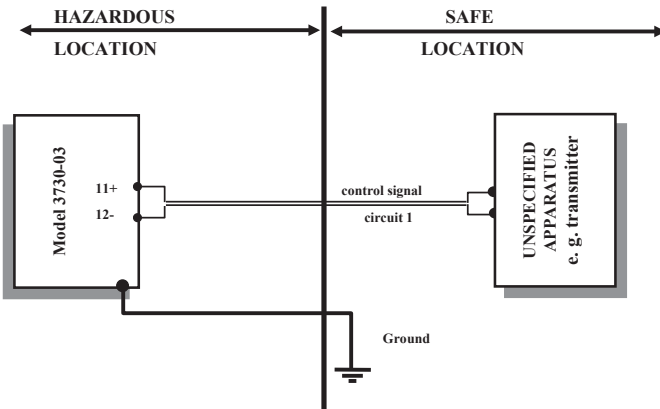 HAZARDOUS
LOCATION
SAFE
LOCATION
Model 3730-03
11+
12-
control signal
circuit 1
UNSPECIFIED
APPARATUS
e. g. transmitter
Ground